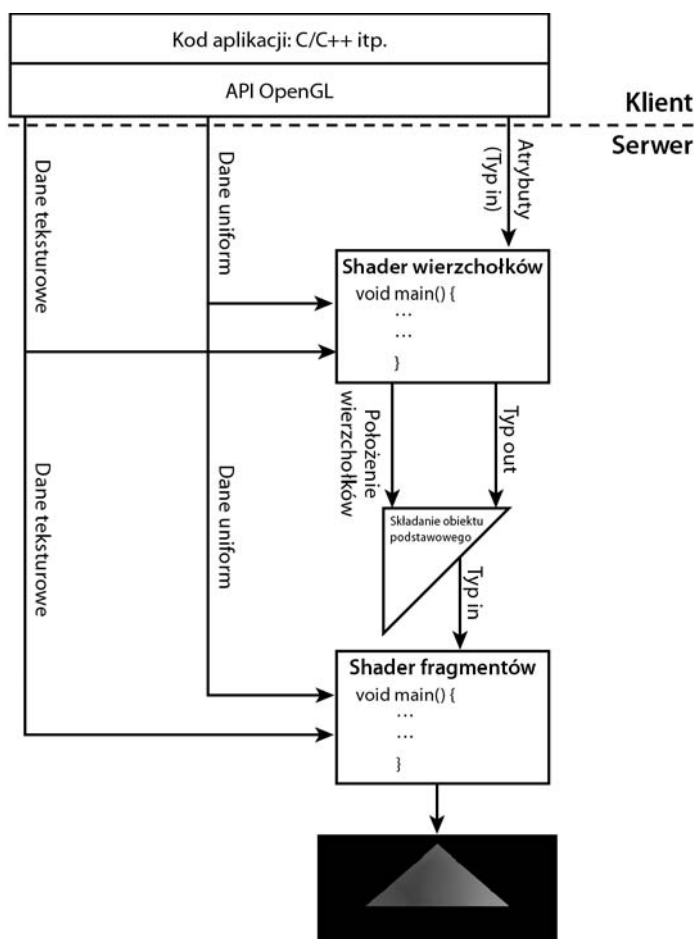 Kod aplikacji: C/C++ itp.
API OpenGL
Klient
Serwer
Dane teksturowe
Dane uniform
Atrybuty
(Typ in)
Shader wierzchołków
void main() {
...
...
}
Położenie
wierzchołków
Typ out
Dane teksturowe
Dane uniform
Składanie obiektu
podstawowego
Typ in
Shader fragmentów
void main() {
...
...
}